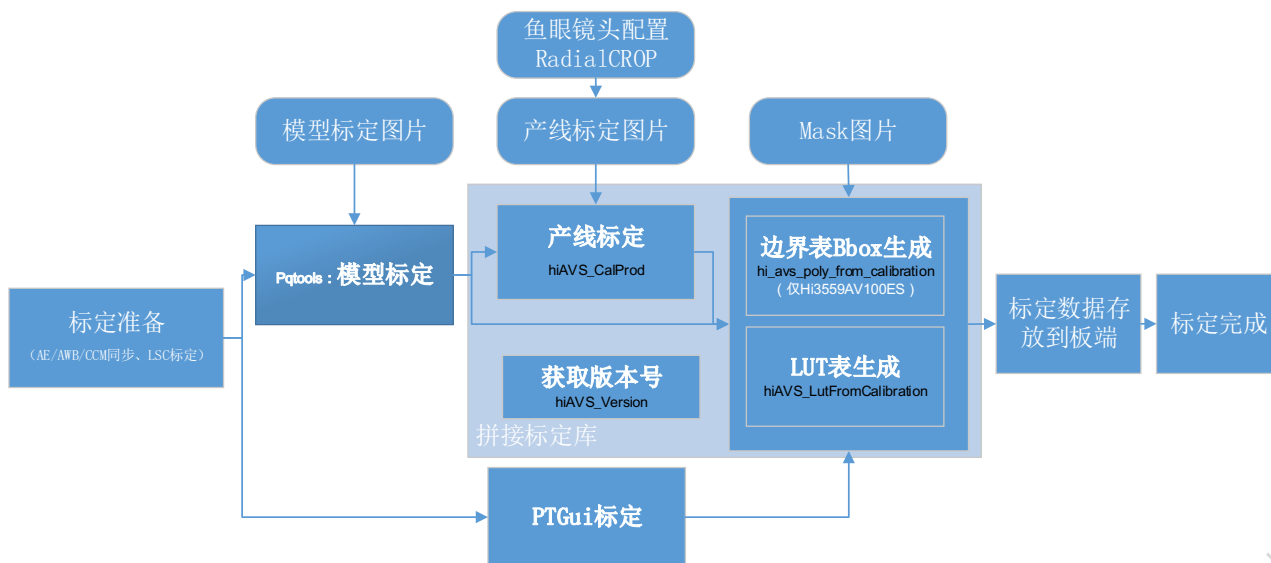 鱼眼镜头配置
RadialCROP
模型标定图片
产线标定图片
Mask图片
产线标定
hiAVS_CalProd
边界表Bbox生成
hi_avs_poly_from_calibration
（仅Hi3559AV100ES）
Pqtools：模型标定
标定准备
（AE/AWB/CCM同步、LSC标定）
标定数据存
放到板端
标定完成
获取版本号
hiAVS_Version
LUT表生成
hiAVS_LutFromCalibration
拼接标定库
PTGui标定